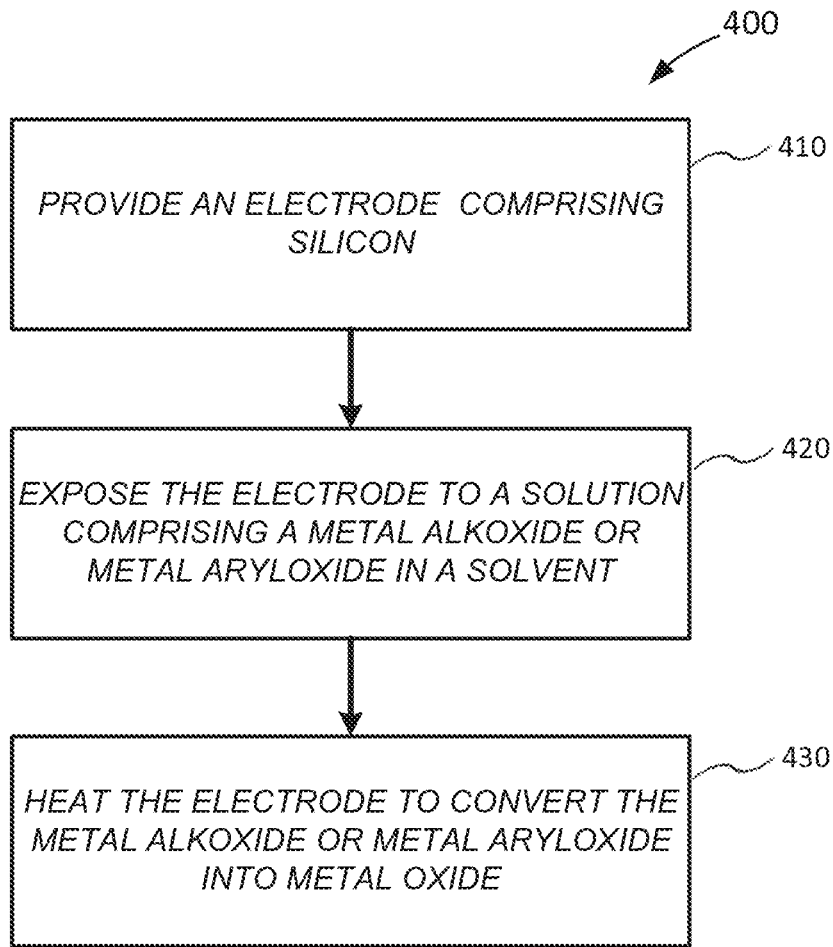 400
410
PROVIDE AN ELECTRODE COMPRISING
SILICON
420
EXPOSE THE ELECTRODE TO A SOLUTION
COMPRISING A METAL ALKOXIDE OR
METAL ARYLOXIDE IN A SOLVENT
430
HEAT THE ELECTRODE TO CONVERT THE
METAL ALKOXIDE OR METAL ARYLOXIDE
INTO METAL OXIDE